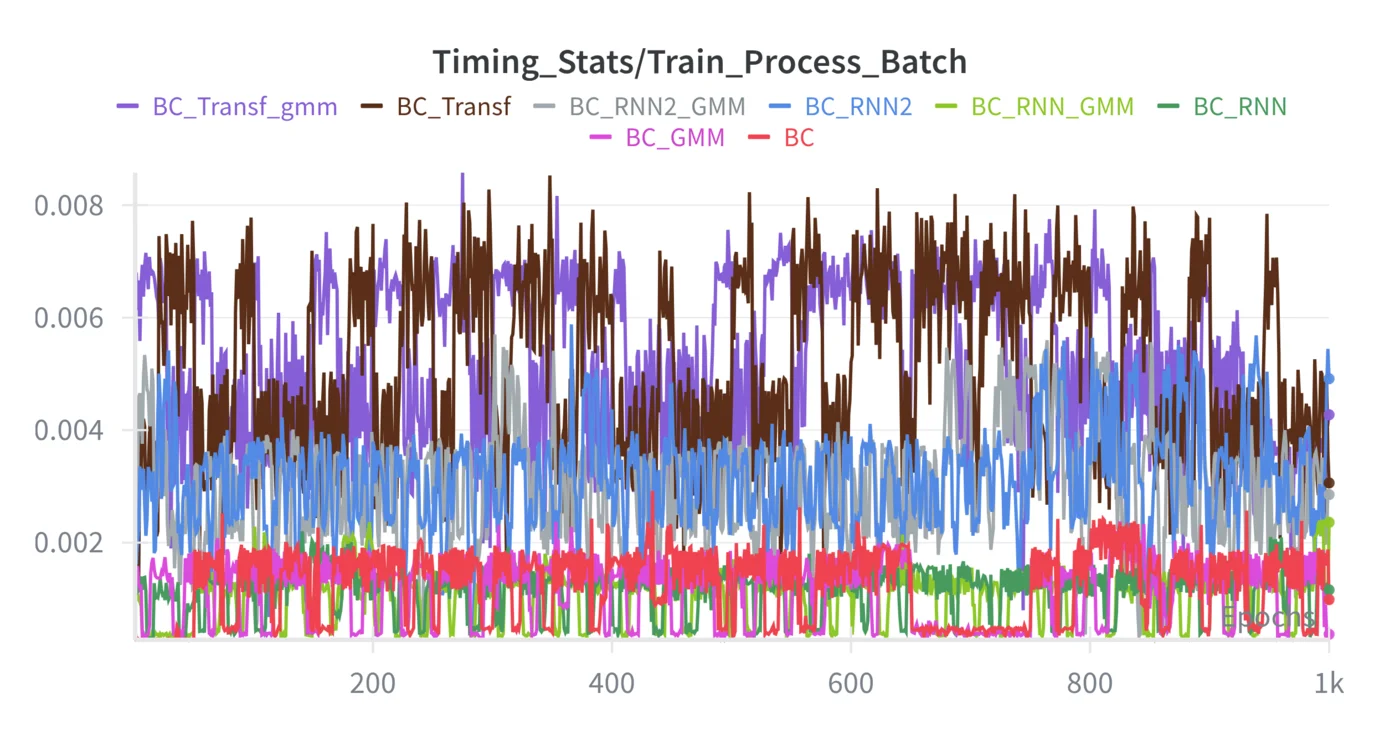 Timing_Stats/Train_Process_Batch
BC_Transf_gmm BC_Transf BC_RNN2_GMM BC_RNN2 BC_RNN_GMM BC_RNN
BC_GMM BC
0.008
0.006
0.004
0.002
Epochs
200 400 600 800 1k